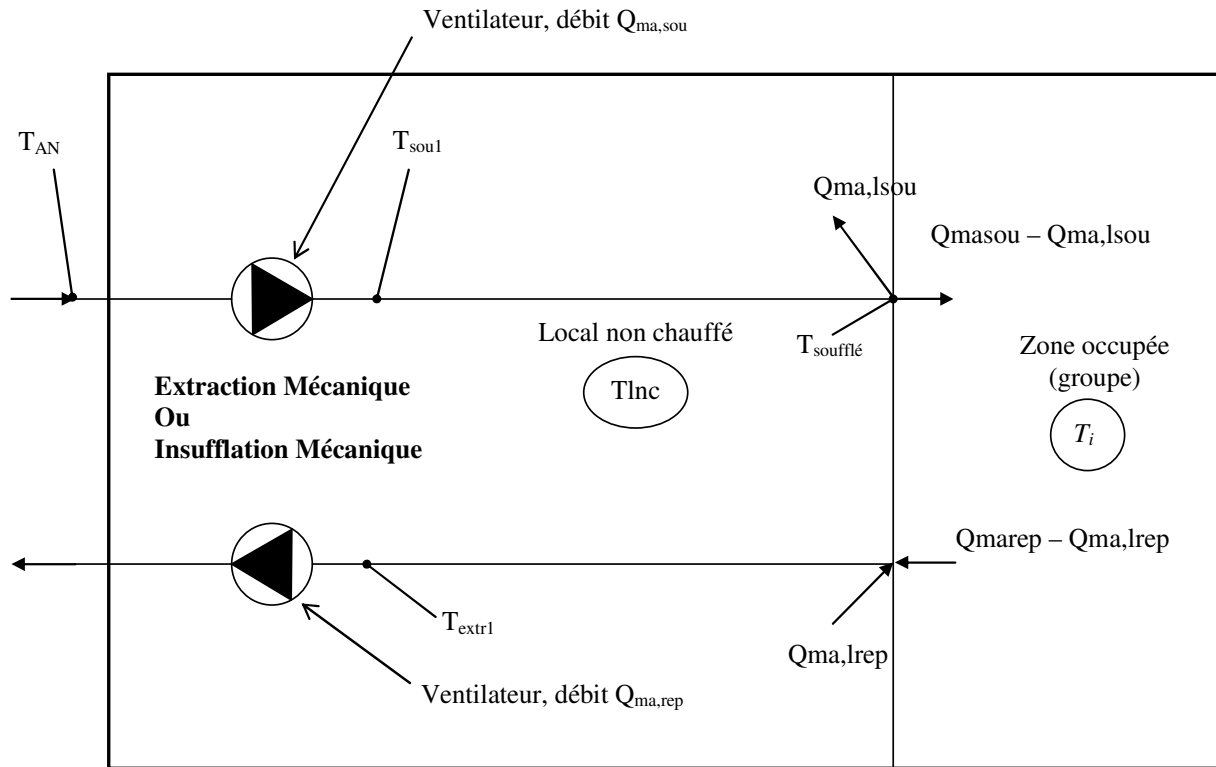 Ventilateur, débit Qma,sou
TAN
Tsou1
Qma,lsou
Qmasou – Qma,lsou
Local non chauffé
Tsoufflé
Zone occupée
(groupe)
Tlnc
Extraction Mécanique
Ou
Insufflation Mécanique
Ti
Qmarep – Qma,lrep
Textr1
Qma,lrep
Ventilateur, débit Qma,rep